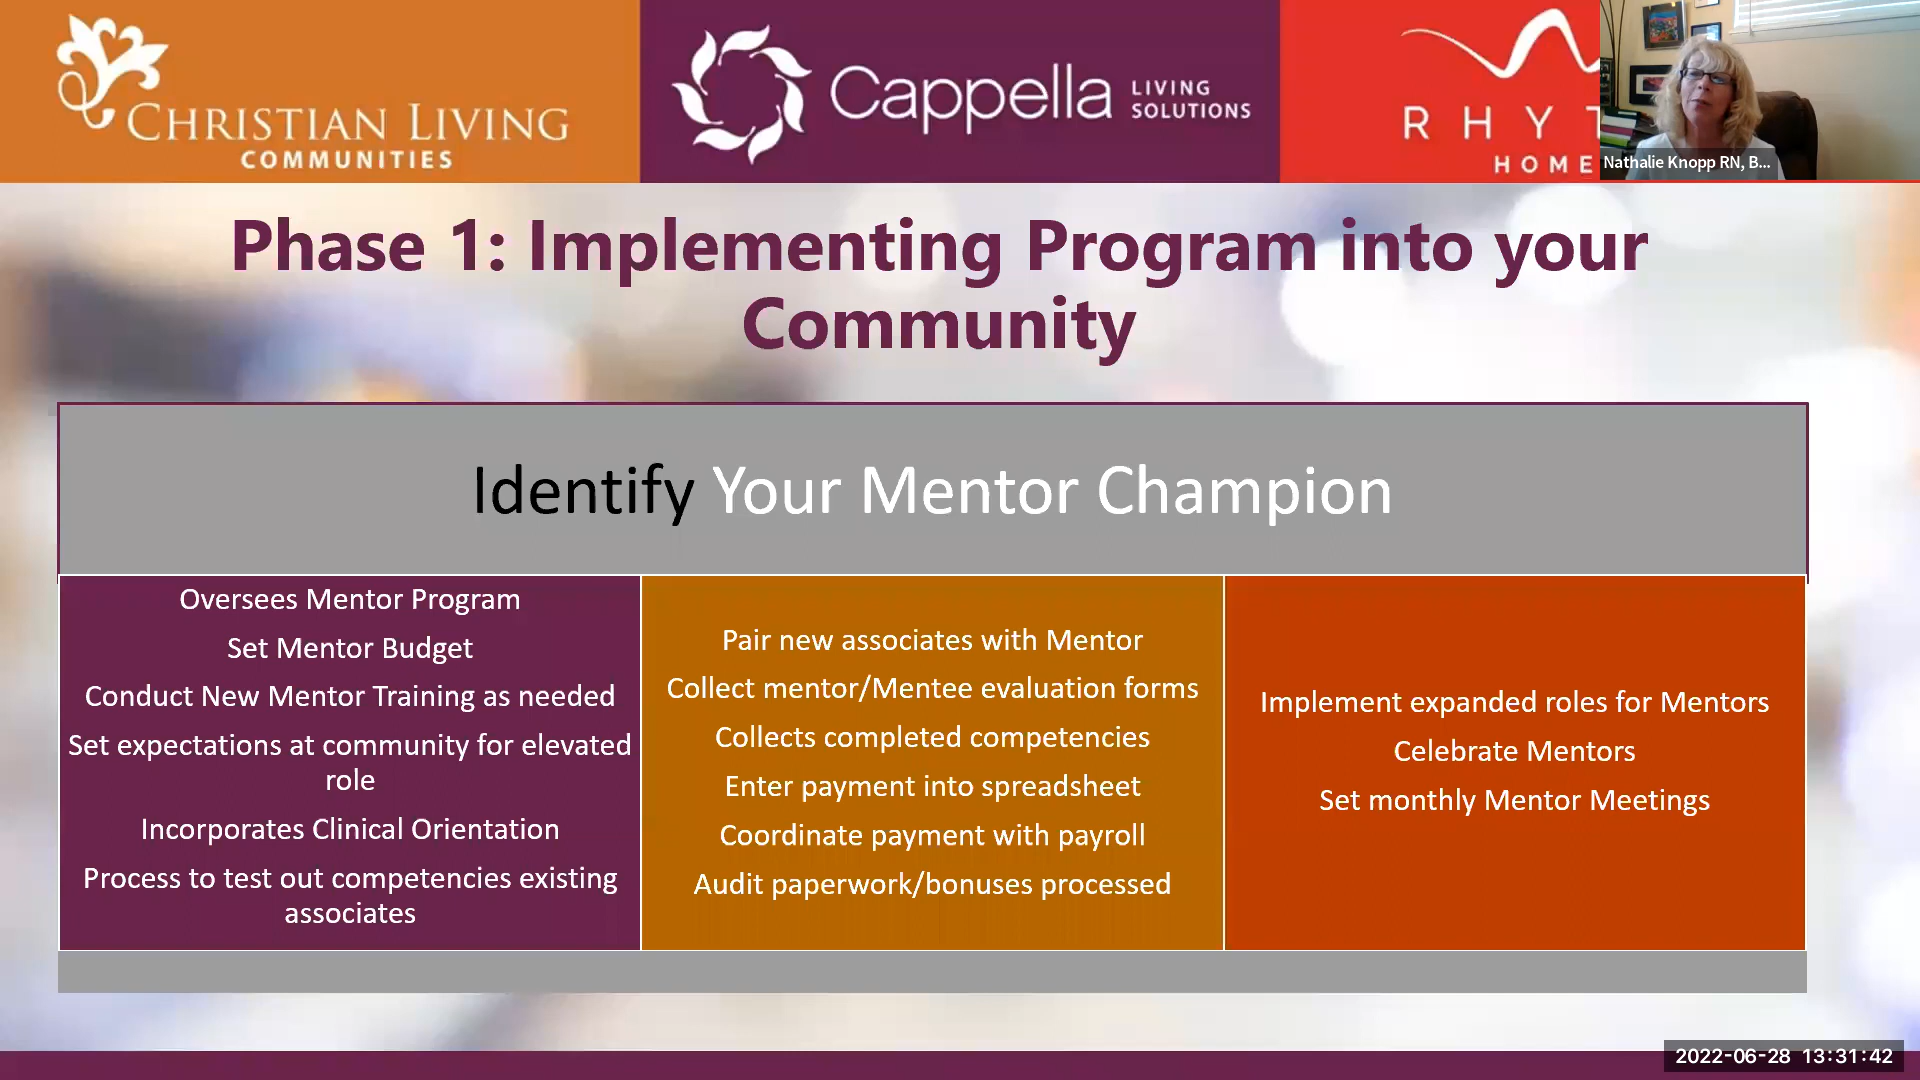 CHRISTIAN LIVING
COMMUNITIES
Cappella
LIVING
SOLUTIONS
RHY
HOME
Nathalie Knopp RN, B...
Phase 1: Implementing Program into your
Community
Identify Your Mentor Champion
Oversees Mentor Program
Set Mentor Budget
Conduct New Mentor Training as needed
Set expectations at community for elevated
role
Incorporates Clinical Orientation
Process to test out competencies existing
associates
Pair new associates with Mentor
Collect mentor/Mentee evaluation forms
Collects completed competencies
Enter payment into spreadsheet
Coordinate payment with payroll
Audit paperwork/bonuses processed
Implement expanded roles for Mentors
Celebrate Mentors
Set monthly Mentor Meetings
2022-06-28 13:31:42